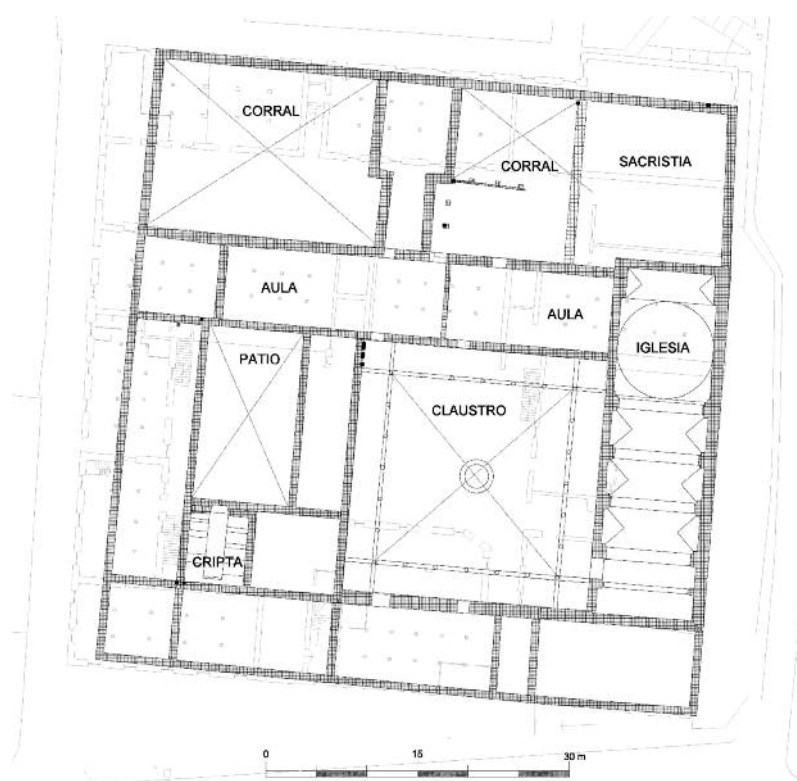 CORRAL
CORRAL
SACRISTIA
AULA
AULA
IGLESIA
PATIO
CLAUSTRO
CRIPTA
0 15 30 m